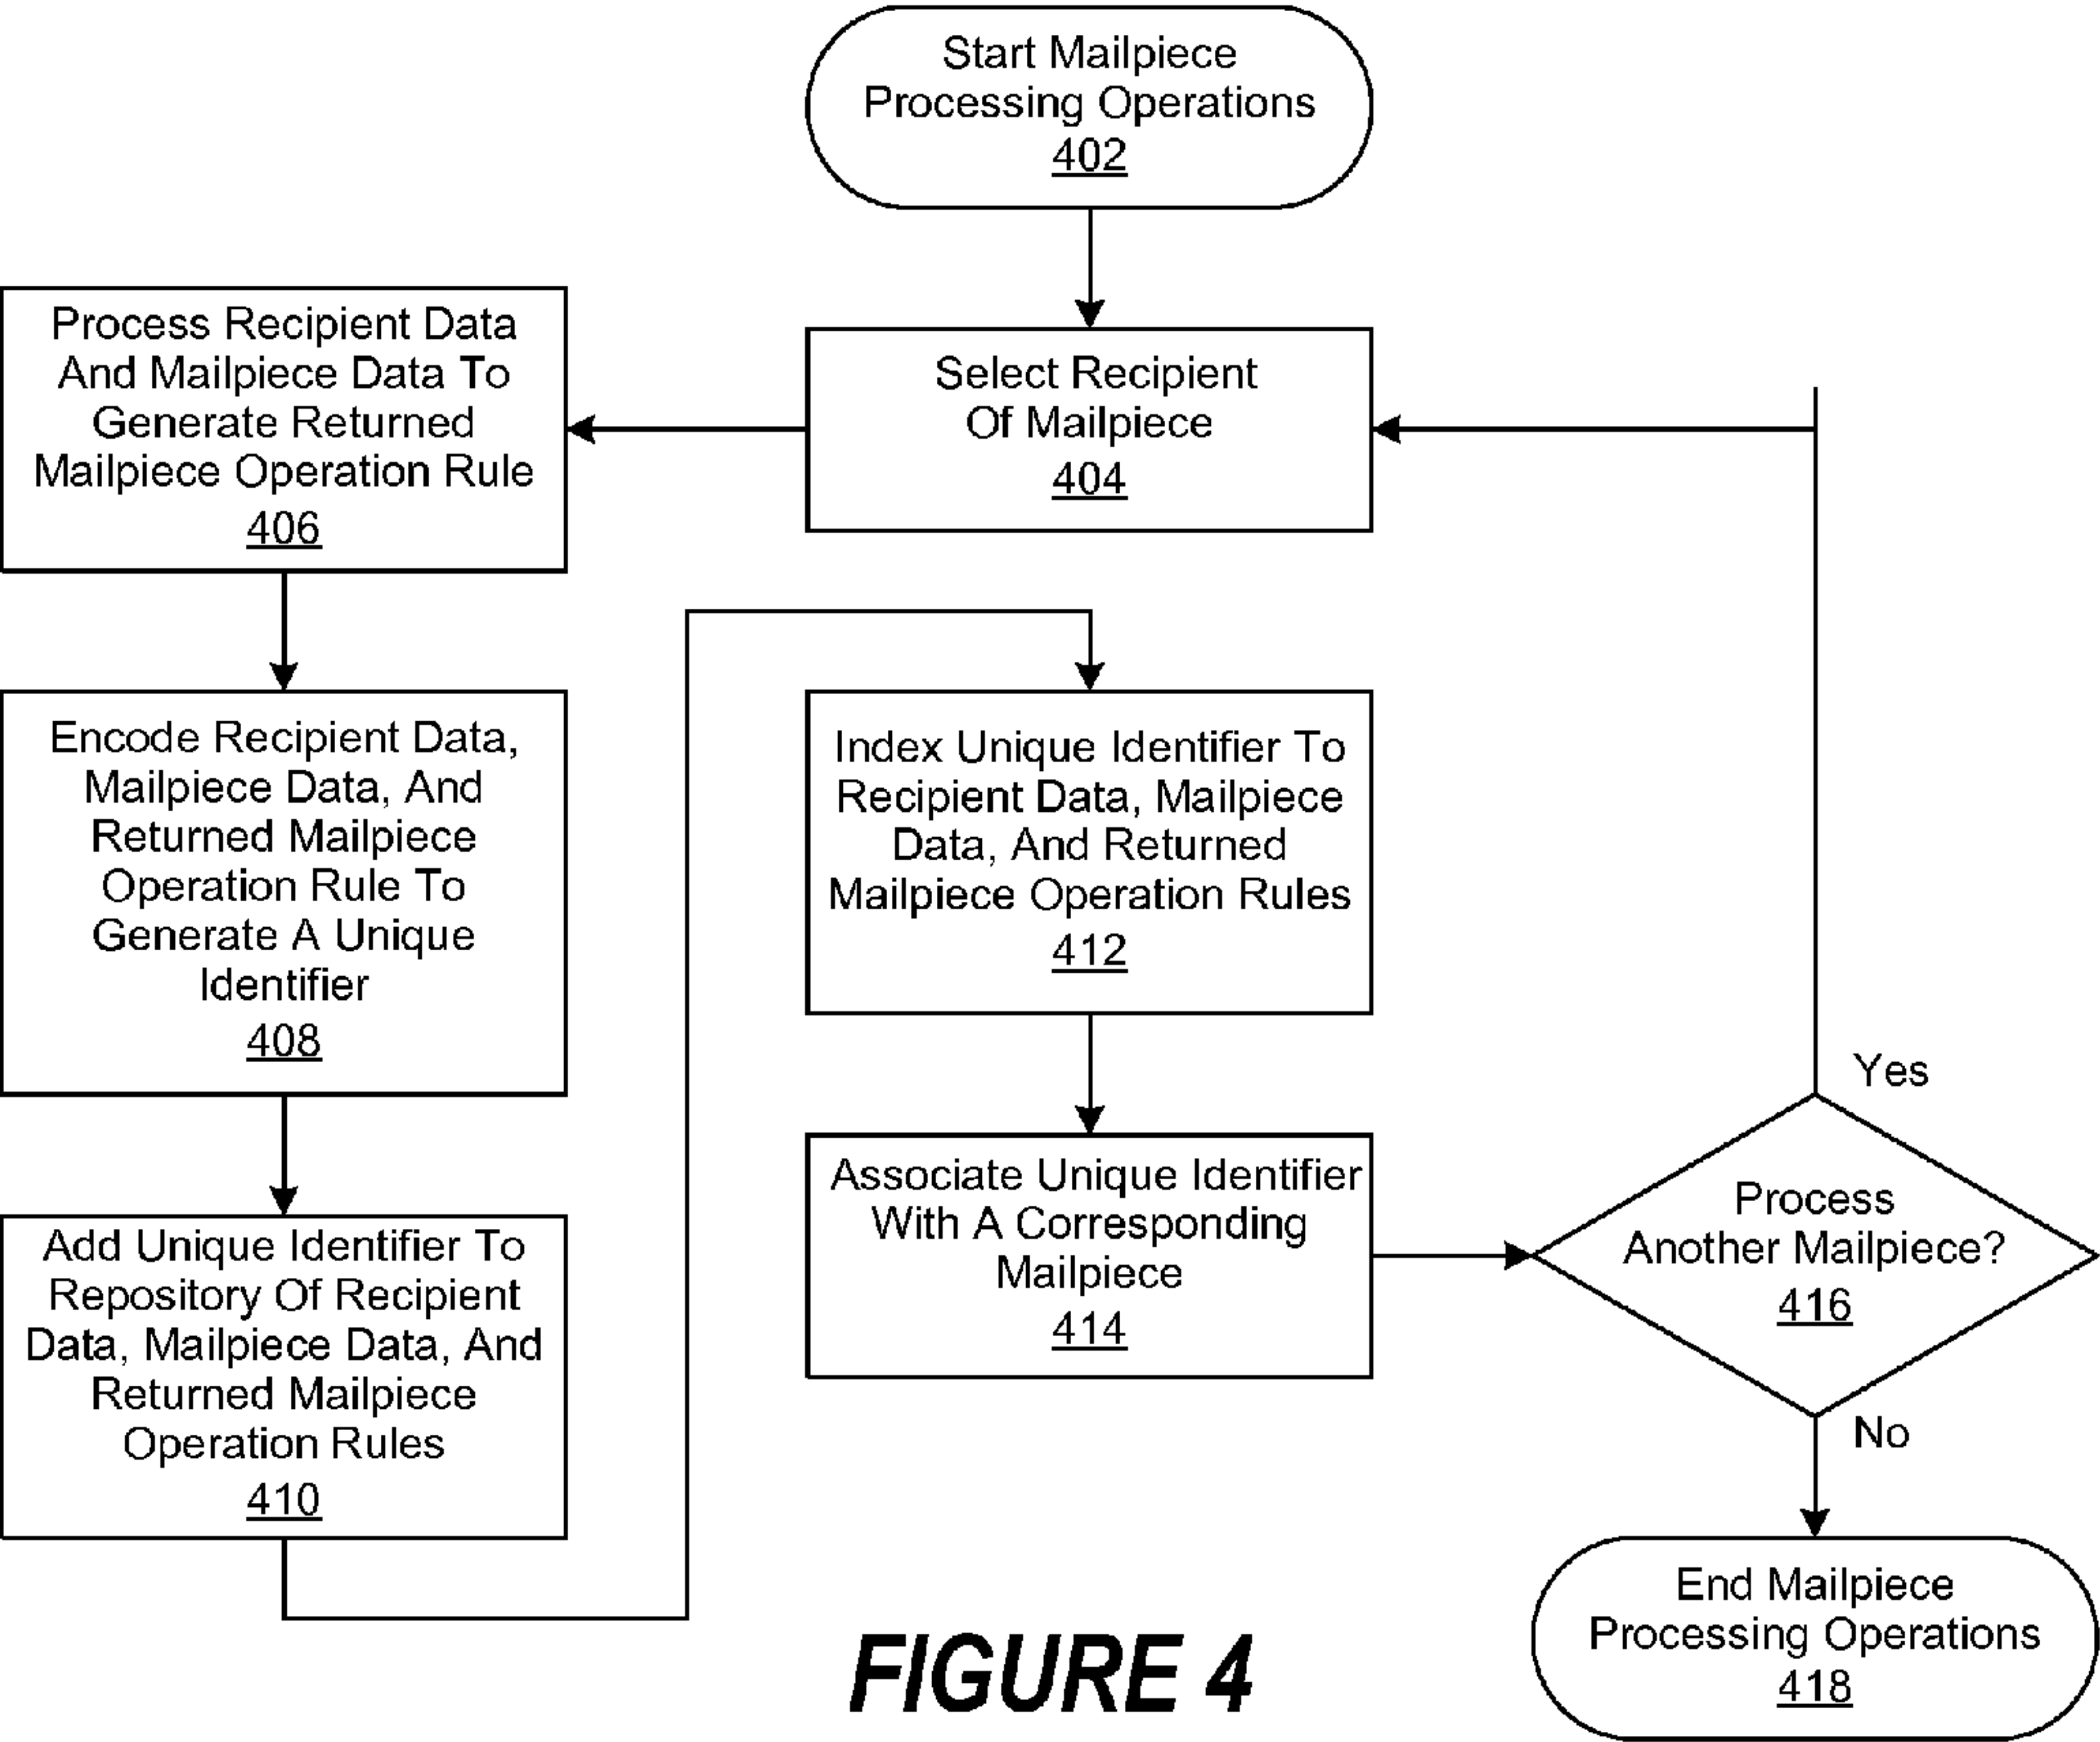 Start Mailpiece
Processing Operations
402
Select Recipient
Of Mailpiece
404
Process Recipient Data
And Mailpiece Data To
Generate Returned
Mailpiece Operation Rule
406
Encode Recipient Data,
Mailpiece Data, And
Returned Mailpiece
Operation Rule To
Generate A Unique
Identifier
408
Add Unique Identifier To
Repository Of Recipient
Data, Mailpiece Data, And
Returned Mailpiece
Operation Rules
410
Index Unique Identifier To
Recipient Data, Mailpiece
Data, And Returned
Mailpiece Operation Rules
412
Associate Unique Identifier
With A Corresponding
Mailpiece
414
Yes
Process
Another Mailpiece?
416
No
End Mailpiece
Processing Operations
418
FIGURE 4